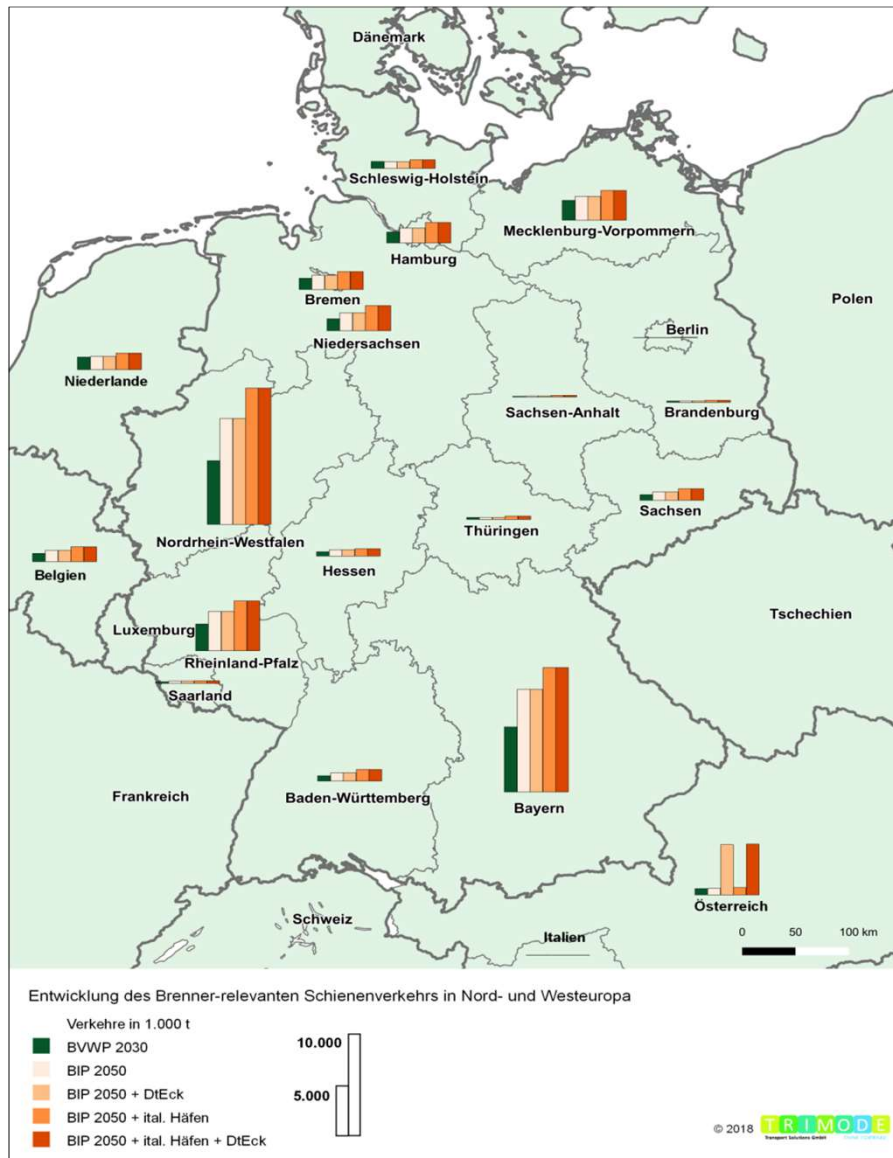 Dänemark
Schleswig-Holstein
Mecklenburg-Vorpommern
Hamburg
Bremen
Polen
Berlin
Niedersachsen
Niederlande
Sachsen-Anhalt
Brandenburg
Sachsen
Thüringen
Nordrhein-Westfalen
Hessen
Belgien
Tschechien
Luxemburg
Rheinland-Pfalz
Saarland
Frankreich
Baden-Württemberg
Bayern
Österreich
Schweiz
Italien
0 50 100 km
Entwicklung des Brenner-relevanten Schienenverkehrs in Nord- und Westeuropa
Verkehre in 1.000 t
BVWP 2030
BIP 2050
BIP 2050 + DtEck
BIP 2050 + ital. Häfen
BIP 2050 + ital. Häfen + DtEck
10.000
5.000
© 2018 TRIMODE
Transport Solutions GmbH